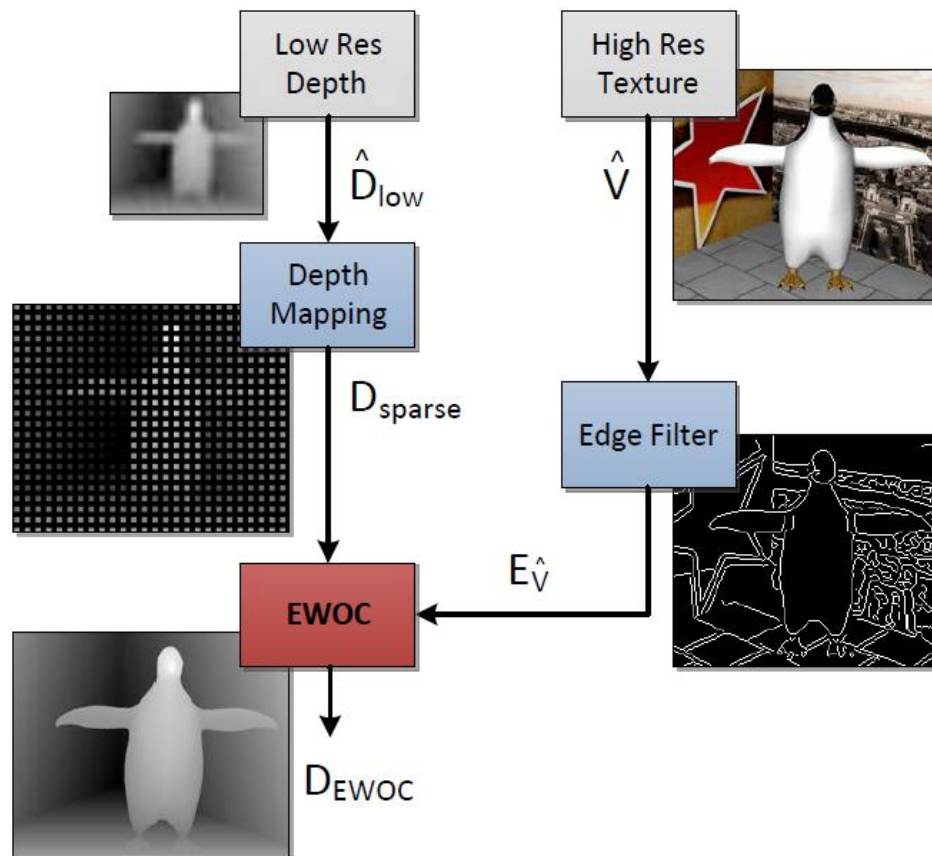 Low Res
Depth
High Res
Texture
D̂low
V̂
Depth
Mapping
Dsparse
Edge Filter
EV̂
EWOC
DEWOC